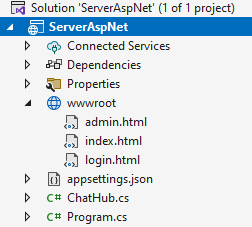 Solution 'ServerAspNet' (1 of 1 project)
ServerAspNet
Connected Services
Dependencies
Properties
wwwroot
admin.html
index.html
login.html
appsettings.json
C# ChatHub.cs
C# Program.cs